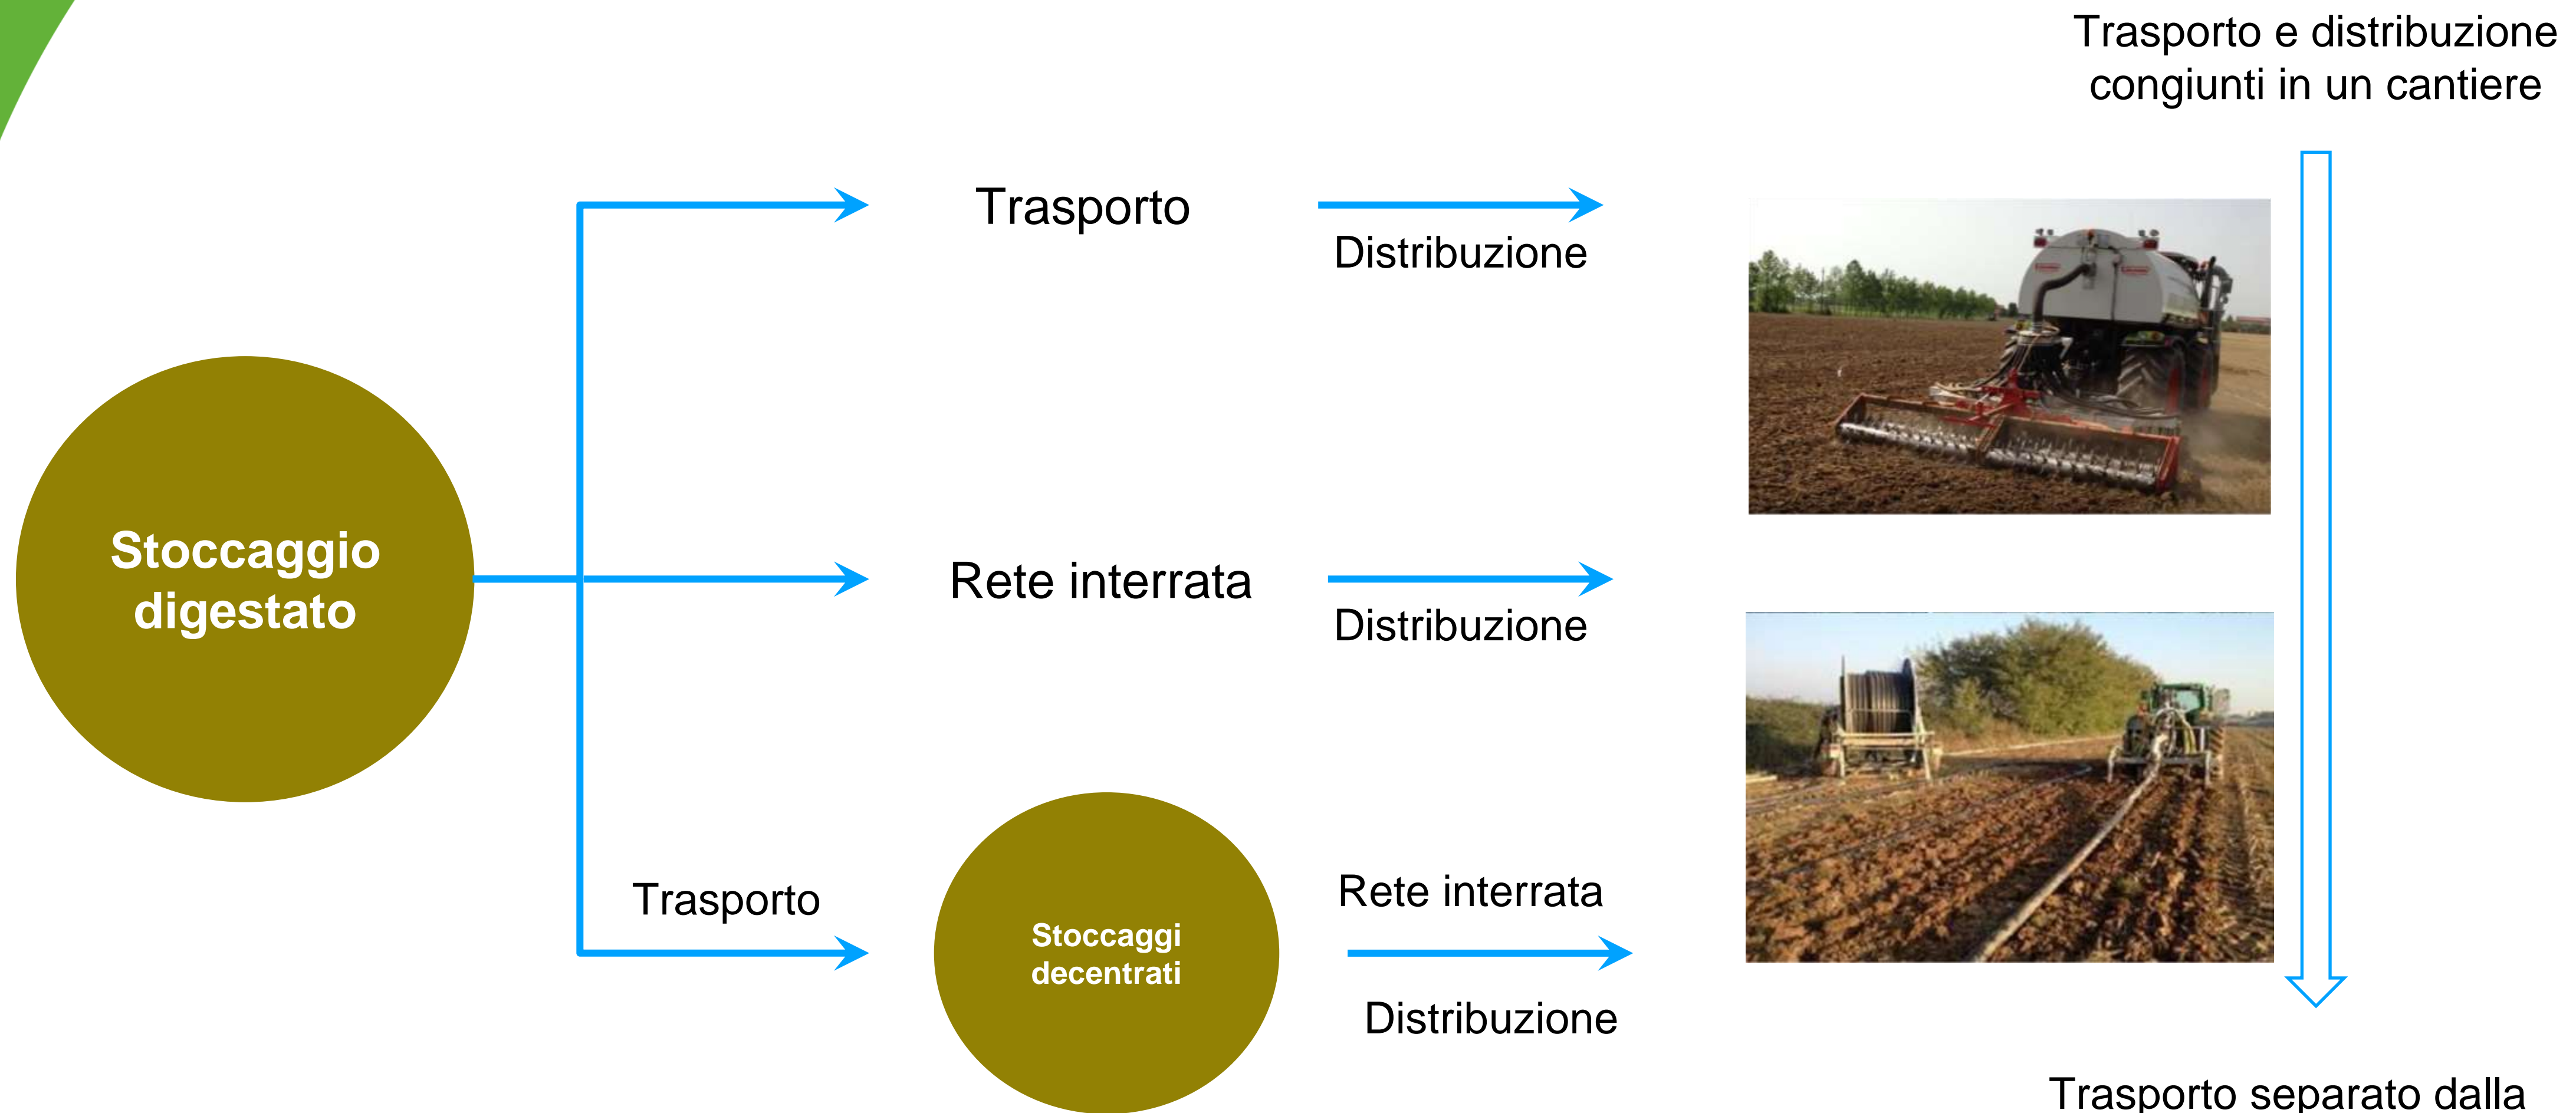 Trasporto e distribuzione
congiunti in un cantiere
Trasporto
Distribuzione
Stoccaggio
digestato
Rete interrata
Distribuzione
Trasporto
Stoccaggi
decentrati
Rete interrata
Distribuzione
Trasporto separato dalla